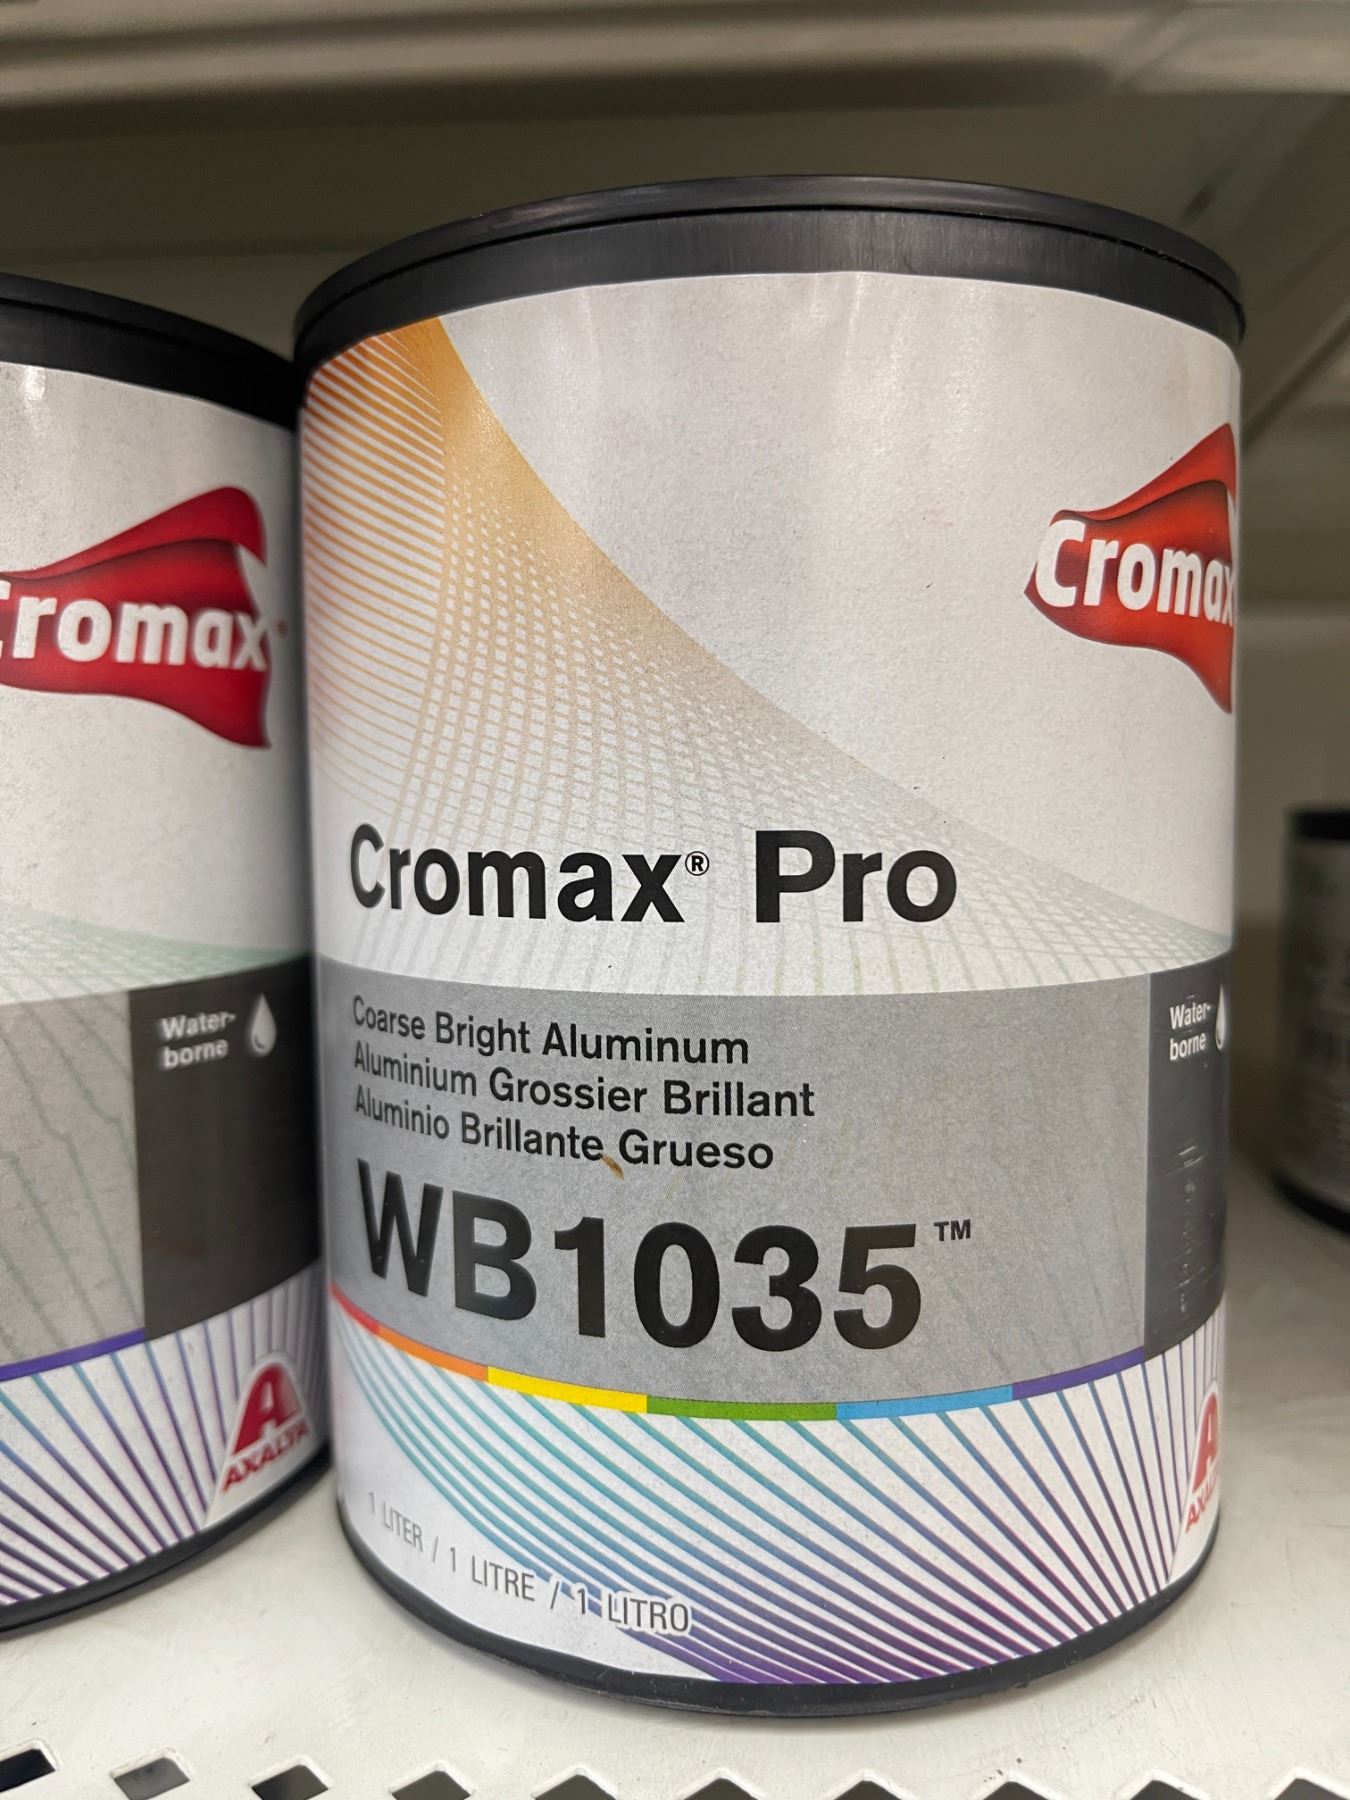 Cromax
Cromax
Cromax® Pro
Coarse Bright Aluminum
Aluminium Grossier Brillant
Aluminio Brillante Grueso
WB1035™
Water-
borne
Water-
borne
AXALTA
1 LITER / 1 LITRE / 1 LITRO